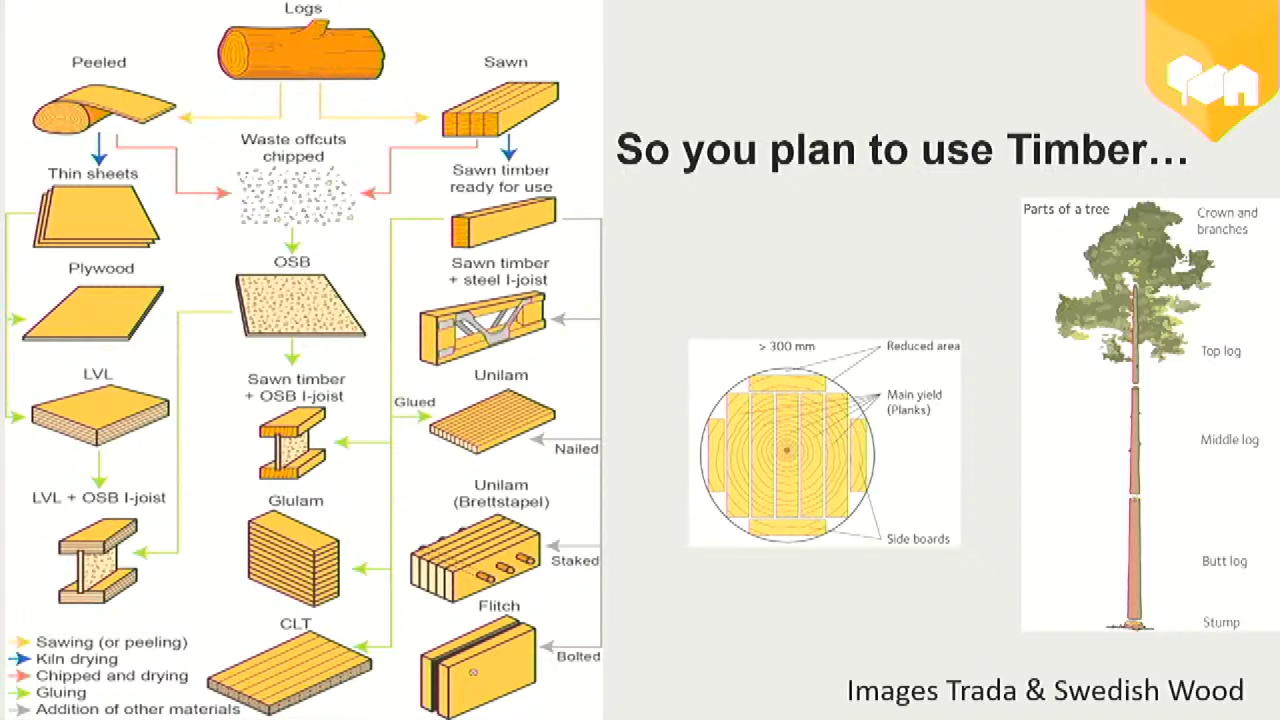 Logs
Peeled
Sawn
Waste offcuts
chipped
Thin sheets
Sawn timber
ready for use
Plywood
OSB
Sawn timber
+ steel I-joist
LVL
Sawn timber
+ OSB I-joist
Unilam
Glued
Nailed
LVL + OSB I-joist
Glulam
Unilam
(Brettstapel)
Staked
CLT
Flitch
Bolted
Sawing (or peeling)
Kiln drying
Chipped and drying
Gluing
Addition of other materials
So you plan to use Timber…
> 300 mm
Reduced area
Main yield
(Planks)
Side boards
Parts of a tree
Crown and
branches
Top log
Middle log
Butt log
Stump
Images Trada & Swedish Wood